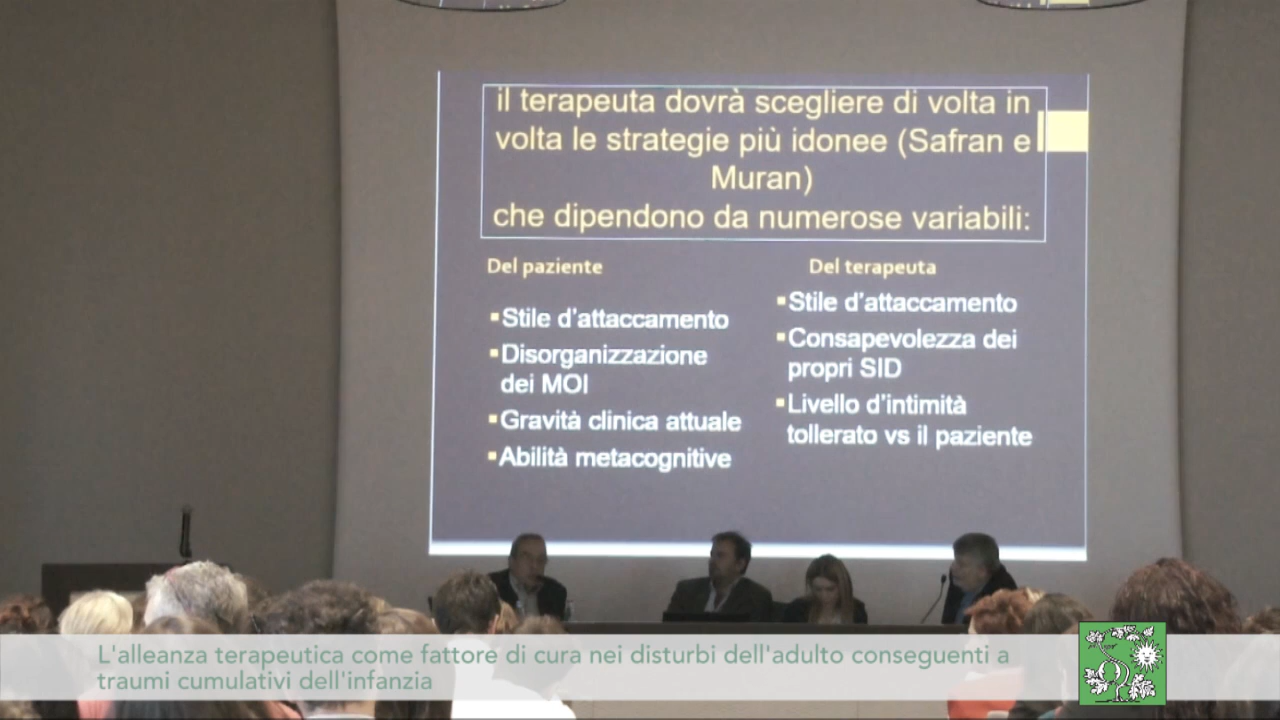 il terapeuta dovrà scegliere di volta in
volta le strategie più idonee (Safran e
Muran)
che dipendono da numerose variabili:
Del paziente
▪Stile d'attaccamento
▪Disorganizzazione
dei MOI
▪Gravità clinica attuale
▪Abilità metacognitive
Del terapeuta
▪Stile d'attaccamento
▪Consapevolezza dei
propri SID
▪Livello d'intimità
tollerato vs il paziente
L'alleanza terapeutica come fattore di cura nei disturbi dell'adulto conseguenti a
traumi cumulativi dell'infanzia